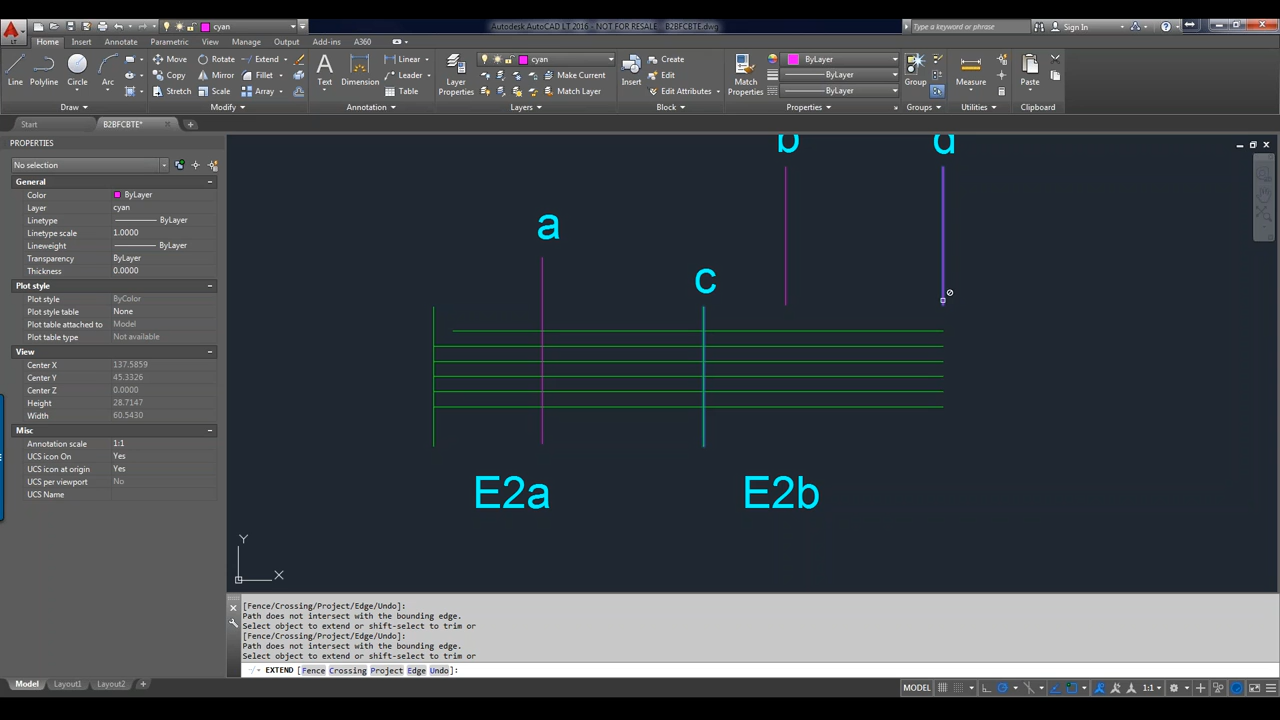 cyan
Autodesk AutoCAD LT 2016 - NOT FOR RESALE B2BFCBTE.dwg
Type a keyword or phrase
Sign In
LT
Home Insert Annotate Parametric View Manage Output Add-ins A360
Line Polyline Circle Arc
Move Rotate Extend
Copy Mirror Fillet
Stretch Scale Array
Text Dimension
Linear
Leader
Table
Layer Properties
cyan
Make Current
Match Layer
Insert
Create
Edit
Edit Attributes
Match Properties
ByLayer
ByLayer
ByLayer
Group
Measure
Paste
Draw Modify Annotation Layers Block Properties Groups Utilities Clipboard
Start B2BFCBTE*
PROPERTIES
No selection
General
Color ByLayer
Layer cyan
Linetype ByLayer
Linetype scale 1.0000
Lineweight ByLayer
Transparency ByLayer
Thickness 0.0000
Plot style
Plot style ByColor
Plot style table None
Plot table attached to Model
Plot table type Not available
View
Center X 137.5859
Center Y 45.3326
Center Z 0.0000
Height 28.7147
Width 60.5430
Misc
Annotation scale 1:1
UCS icon On Yes
UCS icon at origin Yes
UCS per viewport No
UCS Name
b d
a
c
E2a E2b
Y
X
[Fence/Crossing/Project/Edge/Undo]:
Path does not intersect with the bounding edge.
Select object to extend or shift-select to trim or
[Fence/Crossing/Project/Edge/Undo]:
Path does not intersect with the bounding edge.
Select object to extend or shift-select to trim or
EXTEND [Fence Crossing Project Edge Undo]:
Model Layout1 Layout2
MODEL 1:1